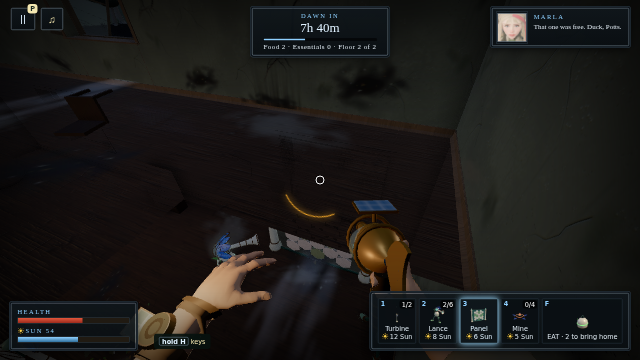 P
DAWN IN
7h 40m
Food 2 · Essentials 0 · Floor 2 of 2
MARLA
That one was free. Duck, Potts.
HEALTH
SUN 54
hold H keys
1 1/2
Turbine
12 Sun
2 2/6
Lance
8 Sun
3
Panel
6 Sun
4 0/4
Mine
5 Sun
F
EAT · 2 to bring home